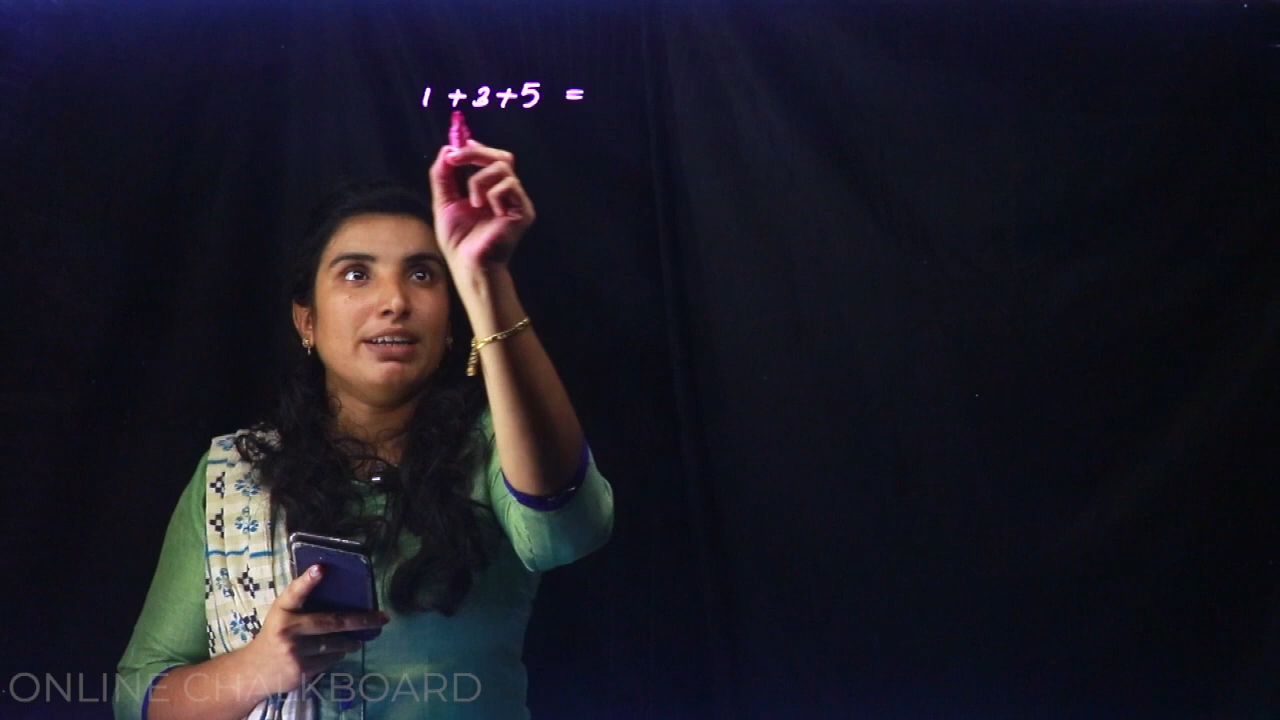 1 + 3 + 5 =
ONLINE CHALKBOARD